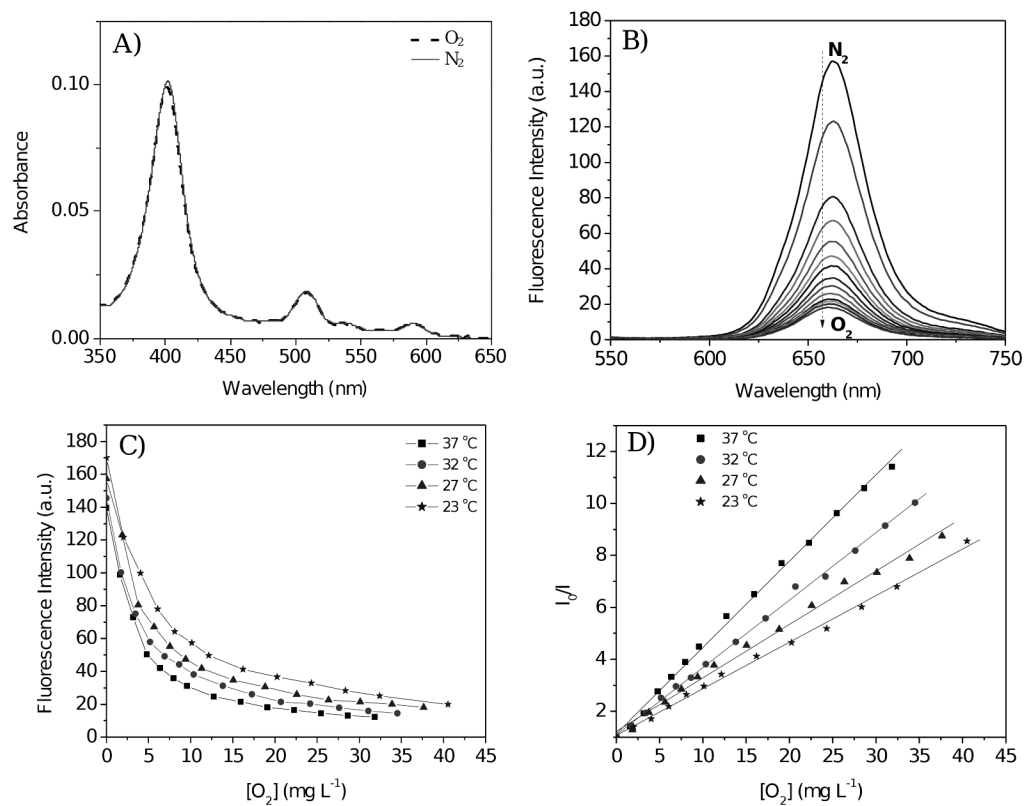 A)
O₂
N₂
0.10
0.05
0.00
Absorbance
350 400 450 500 550 600 650
Wavelength (nm)
B)
N₂
O₂
180
160
140
120
100
80
60
40
20
0
Fluorescence Intensity (a.u.)
550 600 650 700 750
Wavelength (nm)
C)
37 °C
32 °C
27 °C
23 °C
180
160
140
120
100
80
60
40
20
0
Fluorescence Intensity (a.u.)
0 5 10 15 20 25 30 35 40 45
[O₂] (mg L⁻¹)
D)
37 °C
32 °C
27 °C
23 °C
12
10
8
6
4
2
I₀/I
0 5 10 15 20 25 30 35 40 45
[O₂] (mg L⁻¹)